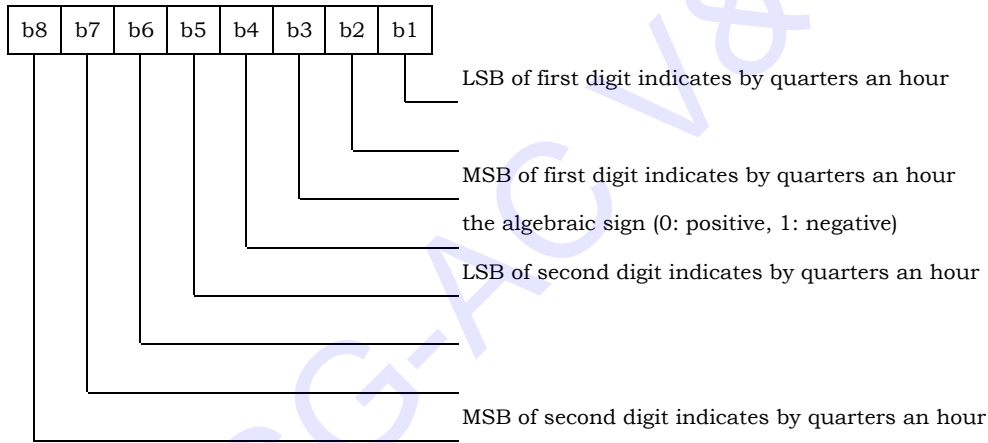 b8 b7 b6 b5 b4 b3 b2 b1
LSB of first digit indicates by quarters an hour
MSB of first digit indicates by quarters an hour
the algebraic sign (0: positive, 1: negative)
LSB of second digit indicates by quarters an hour
MSB of second digit indicates by quarters an hour
SG-AC V&